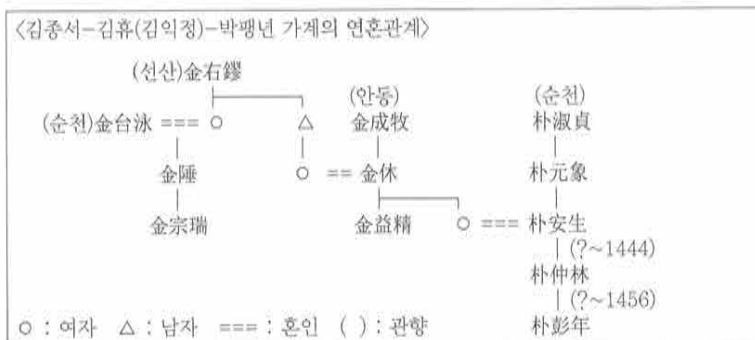 〈김종서-김휴(김익정)-박팽년 가계의 연혼관계〉
(선산)金右鏐
(안동) (순천)
(순천)金台泳 === ○ △ 金成牧 朴淑貞
金陲 ○ == 金休 朴元象
金宗瑞 金益精 ○ === 朴安生
(?~1444)
朴仲林
(?~1456)
○ : 여자 △ : 남자 === : 혼인 ( ) : 관향 朴彭年